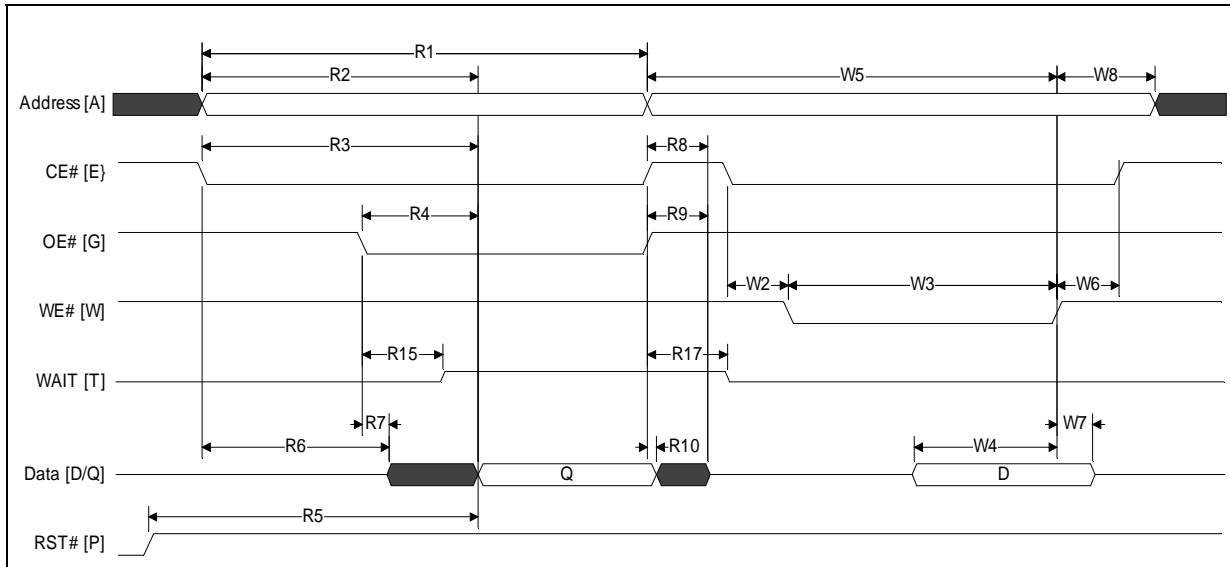 R1
R2 W5 W8
Address [A]
R3 R8
CE# [E}
R4 R9
OE# [G]
W2 W3 W6
WE# [W]
R15 R17
WAIT [T]
R7 W7
R6 R10 W4
Data [D/Q] Q D
R5
RST# [P]